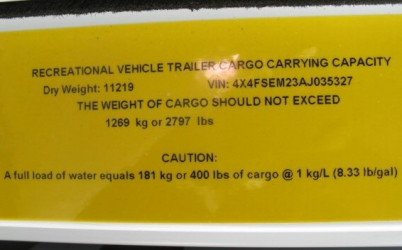 RECREATIONAL VEHICLE TRAILER CARGO CARRYING CAPACITY
Dry Weight: 11219 VIN: 4X4FSEM23AJ035327
THE WEIGHT OF CARGO SHOULD NOT EXCEED
1269 kg or 2797 lbs
CAUTION:
A full load of water equals 181 kg or 400 lbs of cargo @ 1 kg/L (8.33 lb/gal)